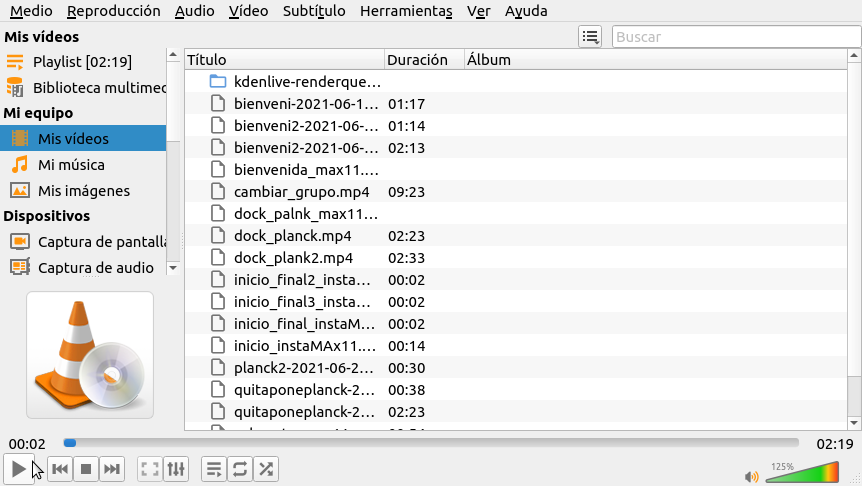 Medio Reproducción Audio Vídeo Subtítulo Herramientas Ver Ayuda
Mis vídeos
Buscar
Playlist [02:19]
Biblioteca multimec
Mi equipo
Mis vídeos
Mi música
Mis imágenes
Dispositivos
Captura de pantalla
Captura de audio
Título Duración Álbum
kdenlive-renderque...
bienveni-2021-06-1... 01:17
bienveni2-2021-06-... 01:14
bienveni2-2021-06-... 02:13
bienvenida_max11....
cambiar_grupo.mp4 09:23
dock_palnk_max11...
dock_planck.mp4 02:23
dock_plank2.mp4 02:33
inicio_final2_insta... 00:02
inicio_final3_insta... 00:02
inicio_final_instaM... 00:02
inicio_instaMAx11.... 00:14
planck2-2021-06-2... 00:30
quitaponeplanck-2... 00:38
quitaponeplanck-2... 02:23
00:02 02:19
125%